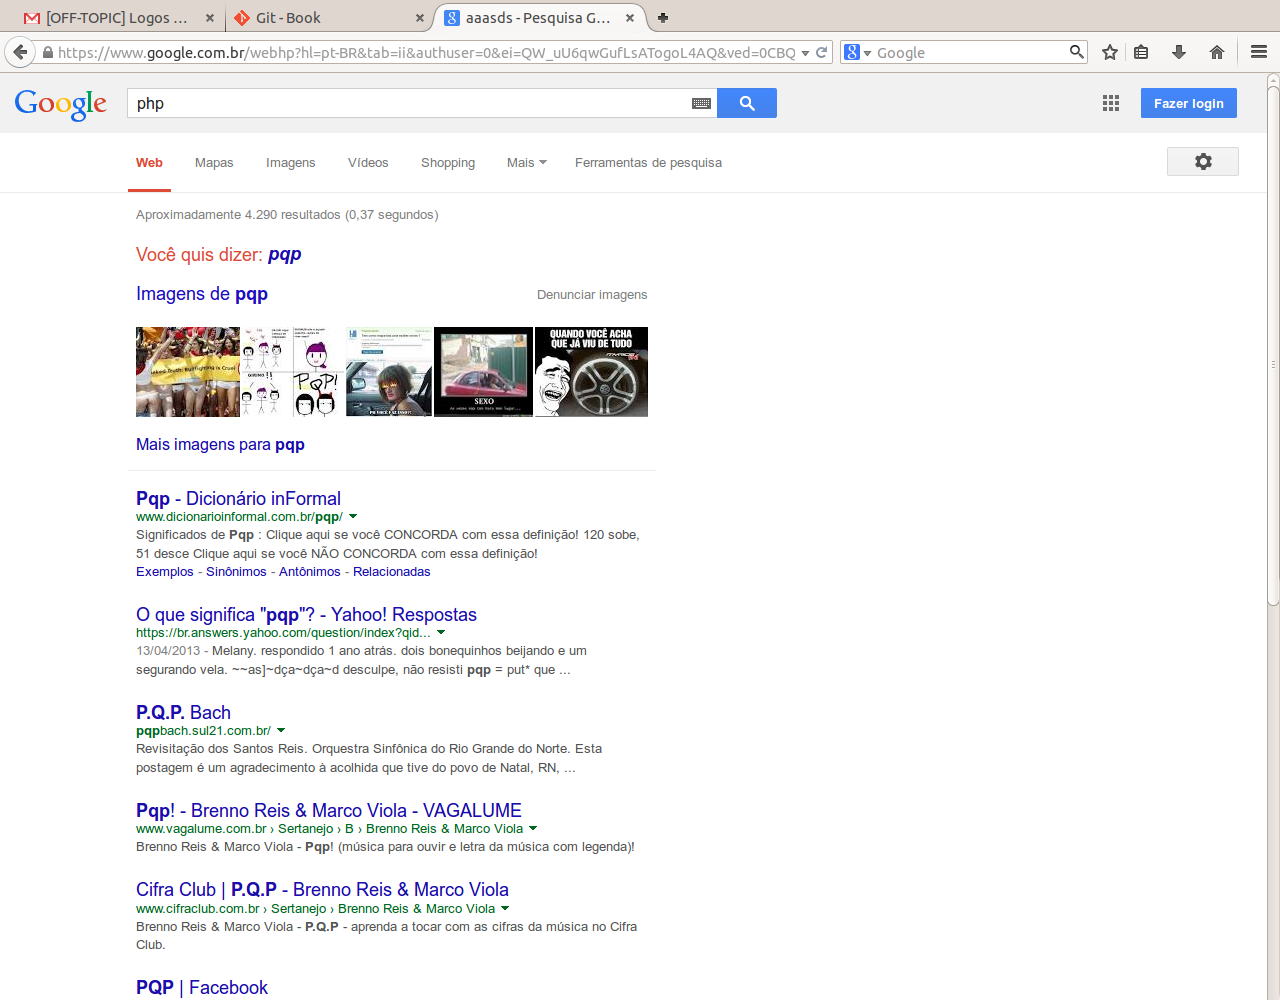 [OFF-TOPIC] Logos ...
Git - Book
aaasds - Pesquisa G...
https://www.google.com.br/webhp?hl=pt-BR&tab=ii&authuser=0&ei=QW_uU6qwGufLsATogoL4AQ&ved=0CBQ
Google
Google
php
Fazer login
Web
Mapas
Imagens
Vídeos
Shopping
Mais
Ferramentas de pesquisa
Aproximadamente 4.290 resultados (0,37 segundos)
Você quis dizer: pqp
Imagens de pqp
Denunciar imagens
PQP!
SEXO
QUANDO VOCÊ ACHA
QUE JÁ VIU DE TUDO
Mais imagens para pqp
Pqp - Dicionário inFormal
www.dicionarioinformal.com.br/pqp/
Significados de Pqp : Clique aqui se você CONCORDA com essa definição! 120 sobe,
51 desce Clique aqui se você NÃO CONCORDA com essa definição!
Exemplos - Sinônimos - Antônimos - Relacionadas
O que significa "pqp"? - Yahoo! Respostas
https://br.answers.yahoo.com/question/index?qid...
13/04/2013 - Melany. respondido 1 ano atrás. dois bonequinhos beijando e um
segurando vela. ~~as]~dça~dça~d desculpe, não resisti pqp = put* que ...
P.Q.P. Bach
pqpbach.sul21.com.br/
Revisitação dos Santos Reis. Orquestra Sinfônica do Rio Grande do Norte. Esta
postagem é um agradecimento à acolhida que tive do povo de Natal, RN, ...
Pqp! - Brenno Reis & Marco Viola - VAGALUME
www.vagalume.com.br › Sertanejo › B › Brenno Reis & Marco Viola
Brenno Reis & Marco Viola - Pqp! (música para ouvir e letra da música com legenda)!
Cifra Club | P.Q.P - Brenno Reis & Marco Viola
www.cifraclub.com.br › Sertanejo › Brenno Reis & Marco Viola
Brenno Reis & Marco Viola - P.Q.P - aprenda a tocar com as cifras da música no Cifra
Club.
PQP | Facebook